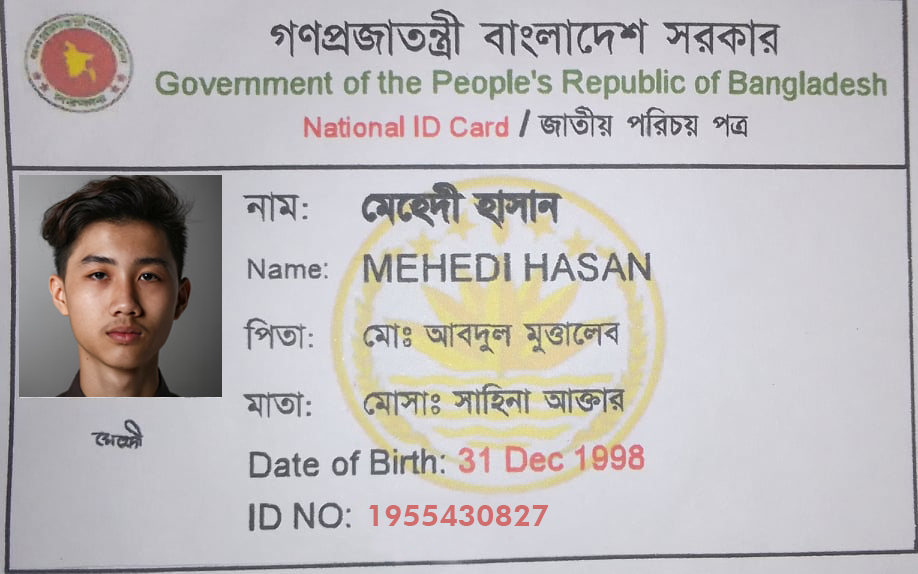 গণপ্রজাতন্ত্রী বাংলাদেশ সরকার
Government of the People's Republic of Bangladesh
National ID Card / জাতীয় পরিচয় পত্র
নাম: মেহেদী হাসান
Name: MEHEDI HASAN
পিতা: মোঃ আবদুল মুত্তালেব
মাতা: মোসাঃ সাহিনা আক্তার
মেহেদী
Date of Birth: 31 Dec 1998
ID NO: 1955430827